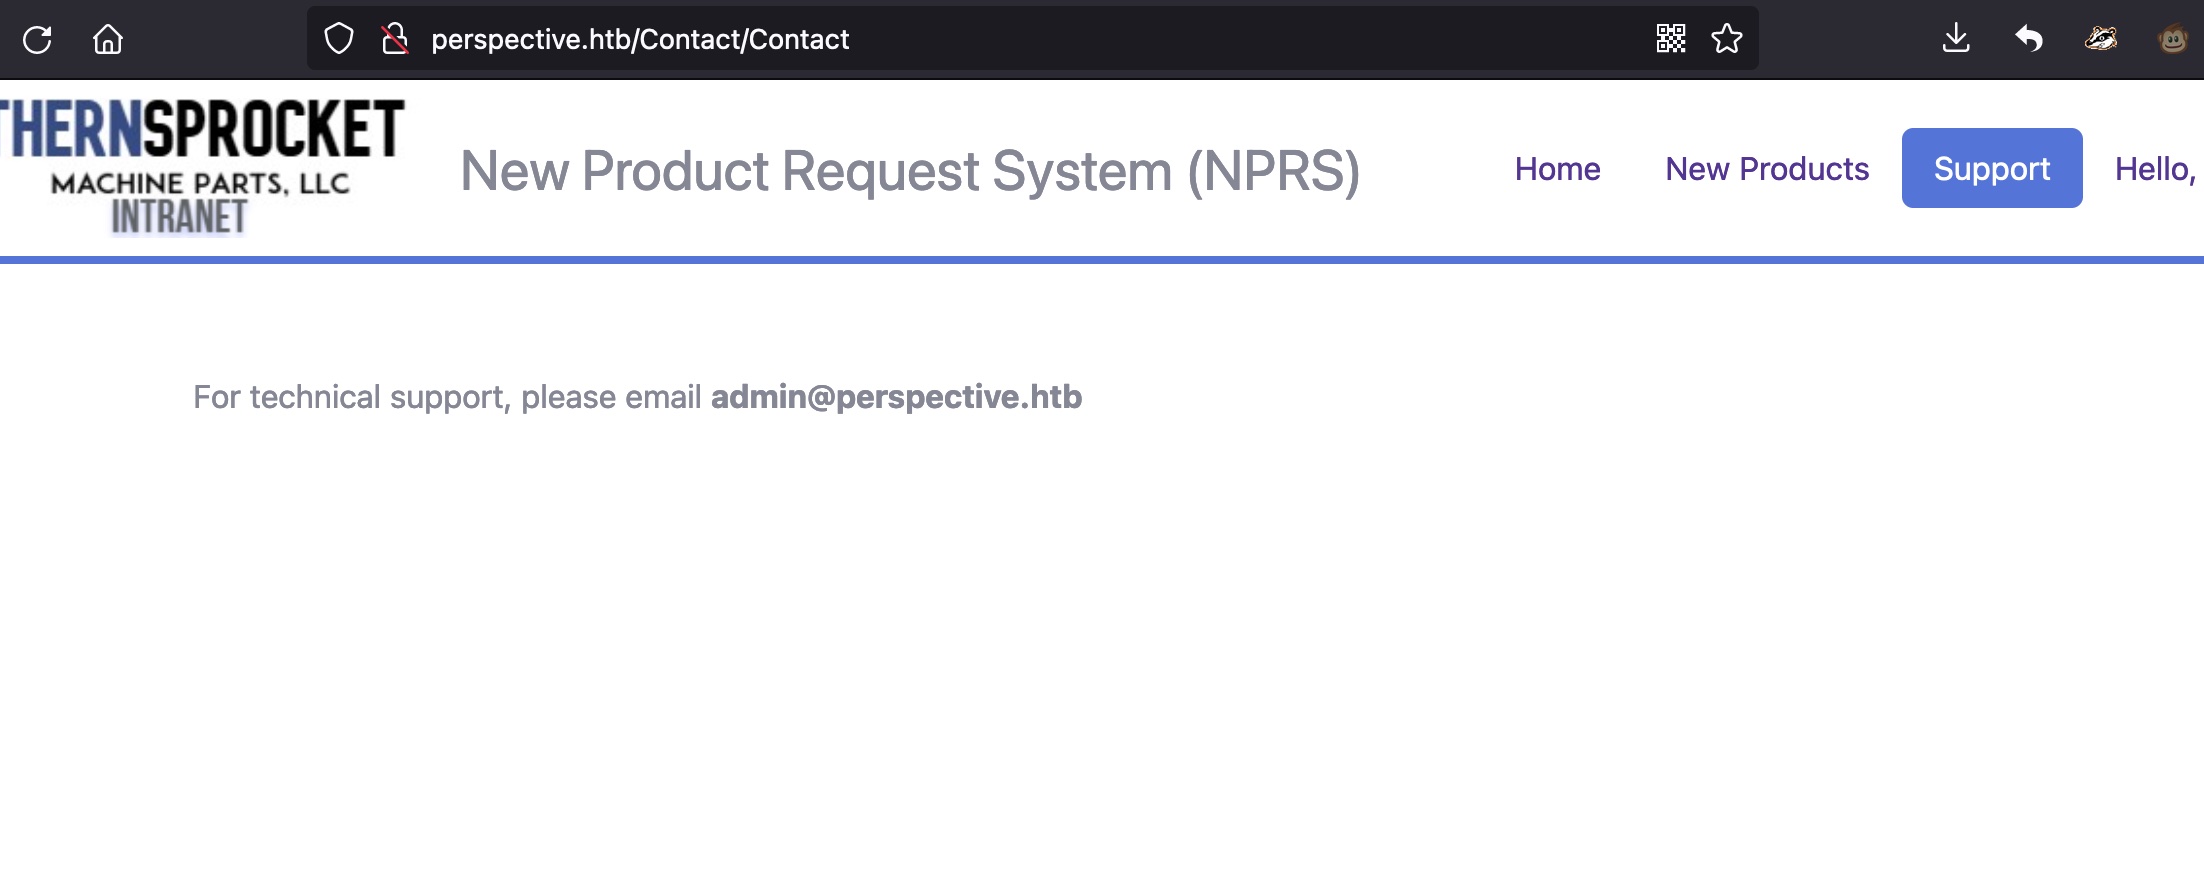 perspective.htb/Contact/Contact
THERNSPROCKET
MACHINE PARTS, LLC
INTRANET
New Product Request System (NPRS)
Home New Products Support Hello,
For technical support, please email admin@perspective.htb